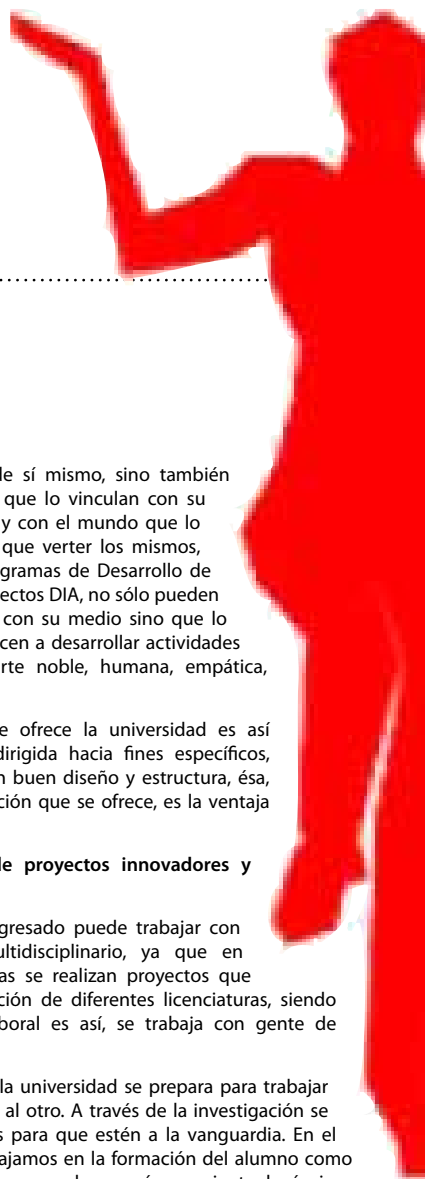 de sí mismo, sino también
que lo vinculan con su
y con el mundo que lo
que verter los mismos,
gramas de Desarrollo de
ectos DIA, no sólo pueden
con su medio sino que lo
cen a desarrollar actividades
arte noble, humana, empática,
e ofrece la universidad es así
dirigida hacia fines específicos,
n buen diseño y estructura, ésa,
ción que se ofrece, es la ventaja
de proyectos innovadores y
gresado puede trabajar con
ultidisciplinario, ya que en
as se realizan proyectos que
ción de diferentes licenciaturas, siendo
boral es así, se trabaja con gente de
la universidad se prepara para trabajar
al otro. A través de la investigación se
s para que estén a la vanguardia. En el
ajamos en la formación del alumno como